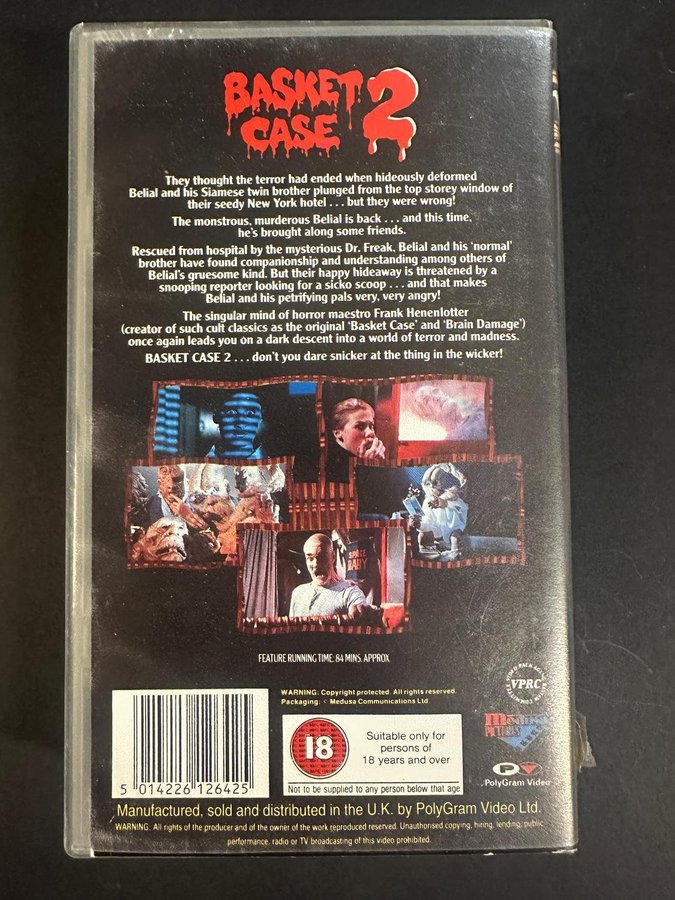 BASKET CASE 2
They thought the terror had ended when hideously deformed
Belial and his Siamese twin brother plunged from the top storey window of
their seedy New York hotel . . . but they were wrong!
The monstrous, murderous Belial is back . . . and this time,
he's brought along some friends.
Rescued from hospital by the mysterious Dr. Freak, Belial and his 'normal'
brother have found companionship and understanding among others of
Belial's gruesome kind. But their happy hideaway is threatened by a
snooping reporter looking for a sicko scoop . . . and that makes
Belial and his petrifying pals very, very angry!
The singular mind of horror maestro Frank Henenlotter
(creator of such cult classics as the original 'Basket Case' and 'Brain Damage')
once again leads you on a dark descent into a world of terror and madness.
BASKET CASE 2 . . . don't you dare snicker at the thing in the wicker!
SPACE
BABY
FEATURE RUNNING TIME: 84 MINS. APPROX.
WARNING: Copyright protected. All rights reserved.
Packaging: © Medusa Communications Ltd.
VPRC
18
Suitable only for
persons of
18 years and over
Not to be supplied to any person below that age
PICTURES
PolyGram Video
5 014226 126425
Manufactured, sold and distributed in the U.K. by PolyGram Video Ltd.
WARNING: All rights of the producer and of the owner of the work reproduced reserved. Unauthorised copying, hiring, lending, public
performance, radio or TV broadcasting of this video prohibited.